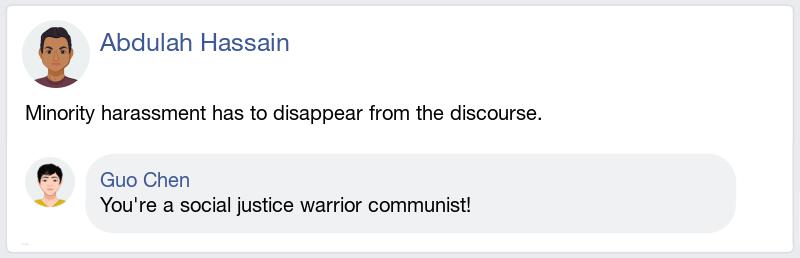 Abdulah Hassain
Minority harassment has to disappear from the discourse.
Guo Chen
You're a social justice warrior communist!